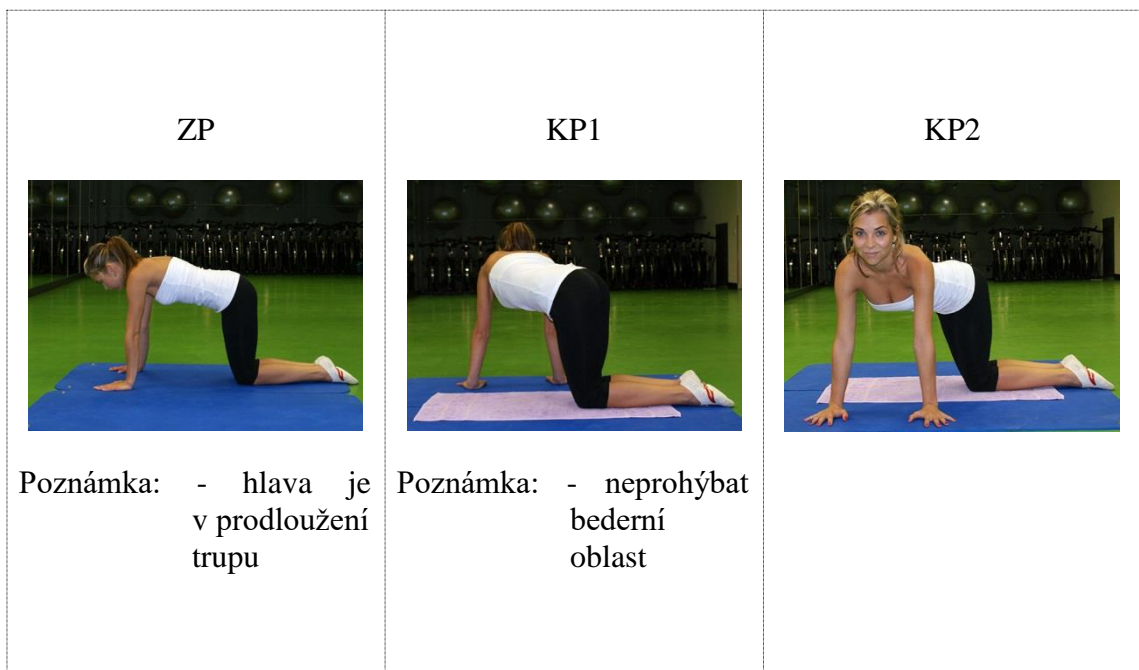 ZP
KP1
KP2
Poznámka: - hlava je
v prodloužení
trupu
Poznámka: - neprohýbat
bederní
oblast